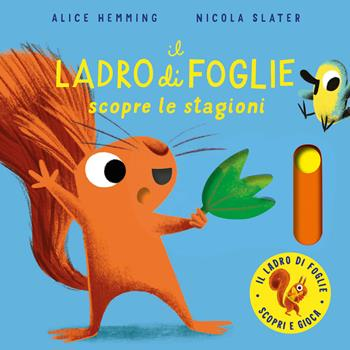 ALICE HEMMING NICOLA SLATER
il
LADRO di FOGLIE
scopre le stagioni
IL LADRO DI FOGLIE
SCOPRI E GIOCA